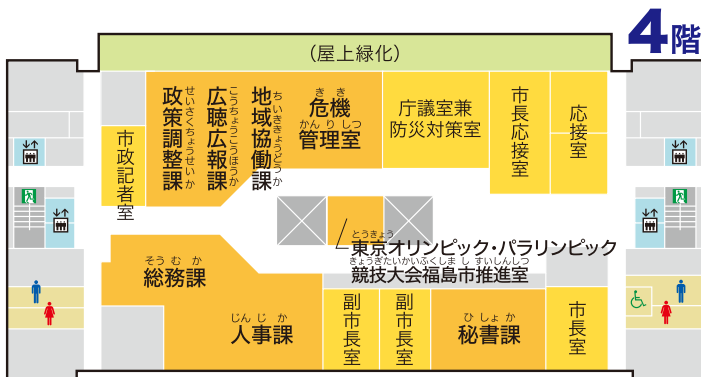 4階
(屋上緑化)
せいさくちょうせいか
政策調整課
こうちょうこうほうか
広聴広報課
ちいききょうどうか
地域協働課
きき
危機
かんりしつ
管理室
庁議室兼
防災対策室
市長応接室
応接室
市政記者室
とうきょう
東京オリンピック・パラリンピック
きょうぎたいかいふくしましすいしんしつ
競技大会福島市推進室
そうむか
総務課
じんじか
人事課
副市長室
副市長室
ひしょか
秘書課
市長室